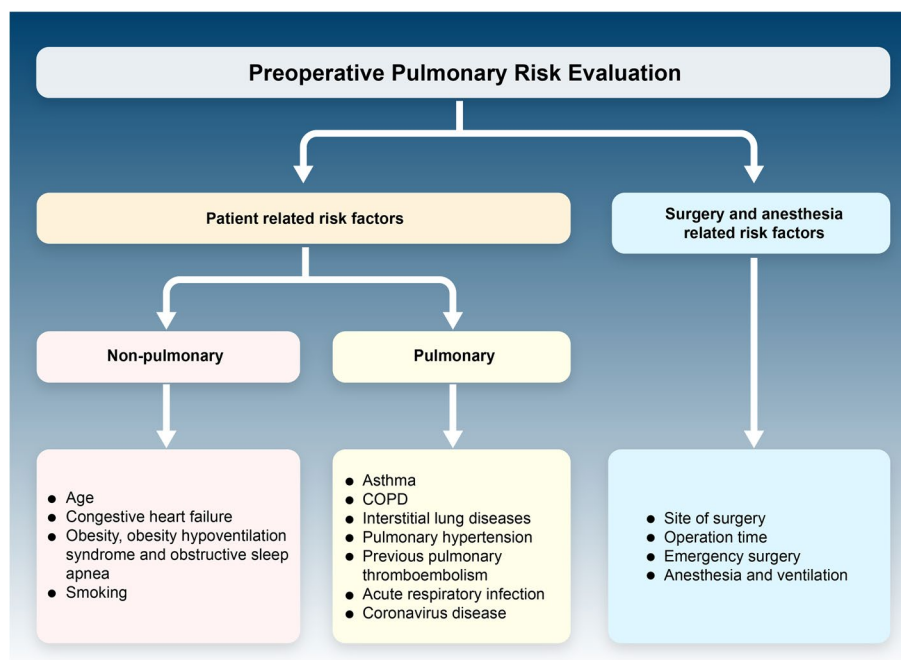 Preoperative Pulmonary Risk Evaluation
Patient related risk factors
Surgery and anesthesia
related risk factors
Non-pulmonary
Pulmonary
● Age
● Congestive heart failure
● Obesity, obesity hypoventilation
syndrome and obstructive sleep
apnea
● Smoking
● Asthma
● COPD
● Interstitial lung diseases
● Pulmonary hypertension
● Previous pulmonary
thromboembolism
● Acute respiratory infection
● Coronavirus disease
● Site of surgery
● Operation time
● Emergency surgery
● Anesthesia and ventilation